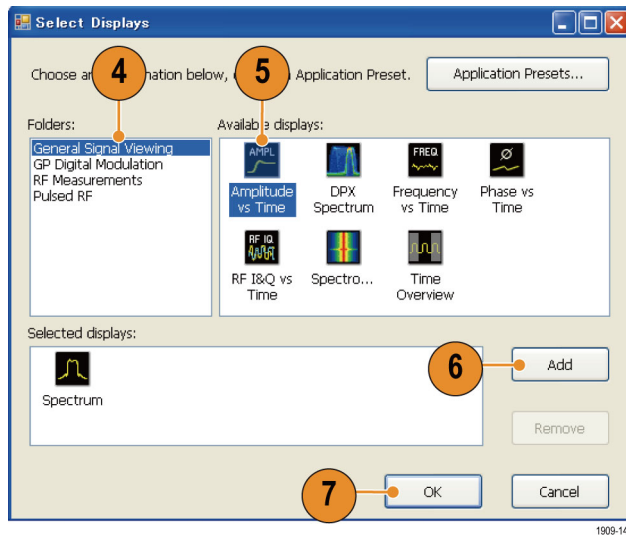 Select Displays
Choose an
nation below,
Application Preset.
Application Presets...
4
5
Folders:
Available displays:
General Signal Viewing
GP Digital Modulation
RF Measurements
Pulsed RF
AMPL
FREQ
Ø
Amplitude
vs Time
DPX
Spectrum
Frequency
vs Time
Phase vs
Time
RF IQ
RF I&Q vs
Time
Spectro...
Time
Overview
Selected displays:
Spectrum
6
Add
Remove
7
OK
Cancel
1909-14